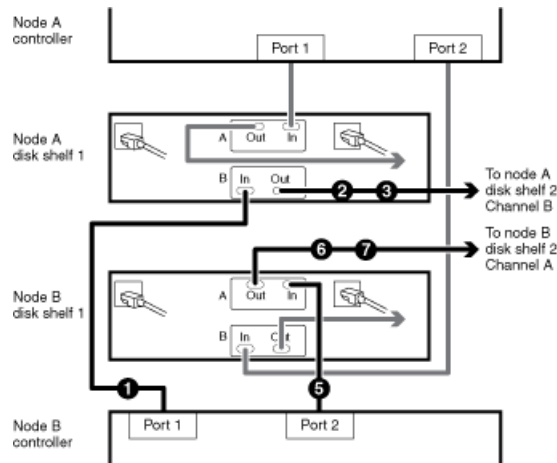 Node A
controller
Port 1
Port 2
Node A
disk shelf 1
A
Out
In
B
In
Out
2
3
To node A
disk shelf 2
Channel B
To node B
disk shelf 2
Channel A
6
7
Node B
disk shelf 1
A
Out
In
B
In
Out
1
5
Node B
controller
Port 1
Port 2